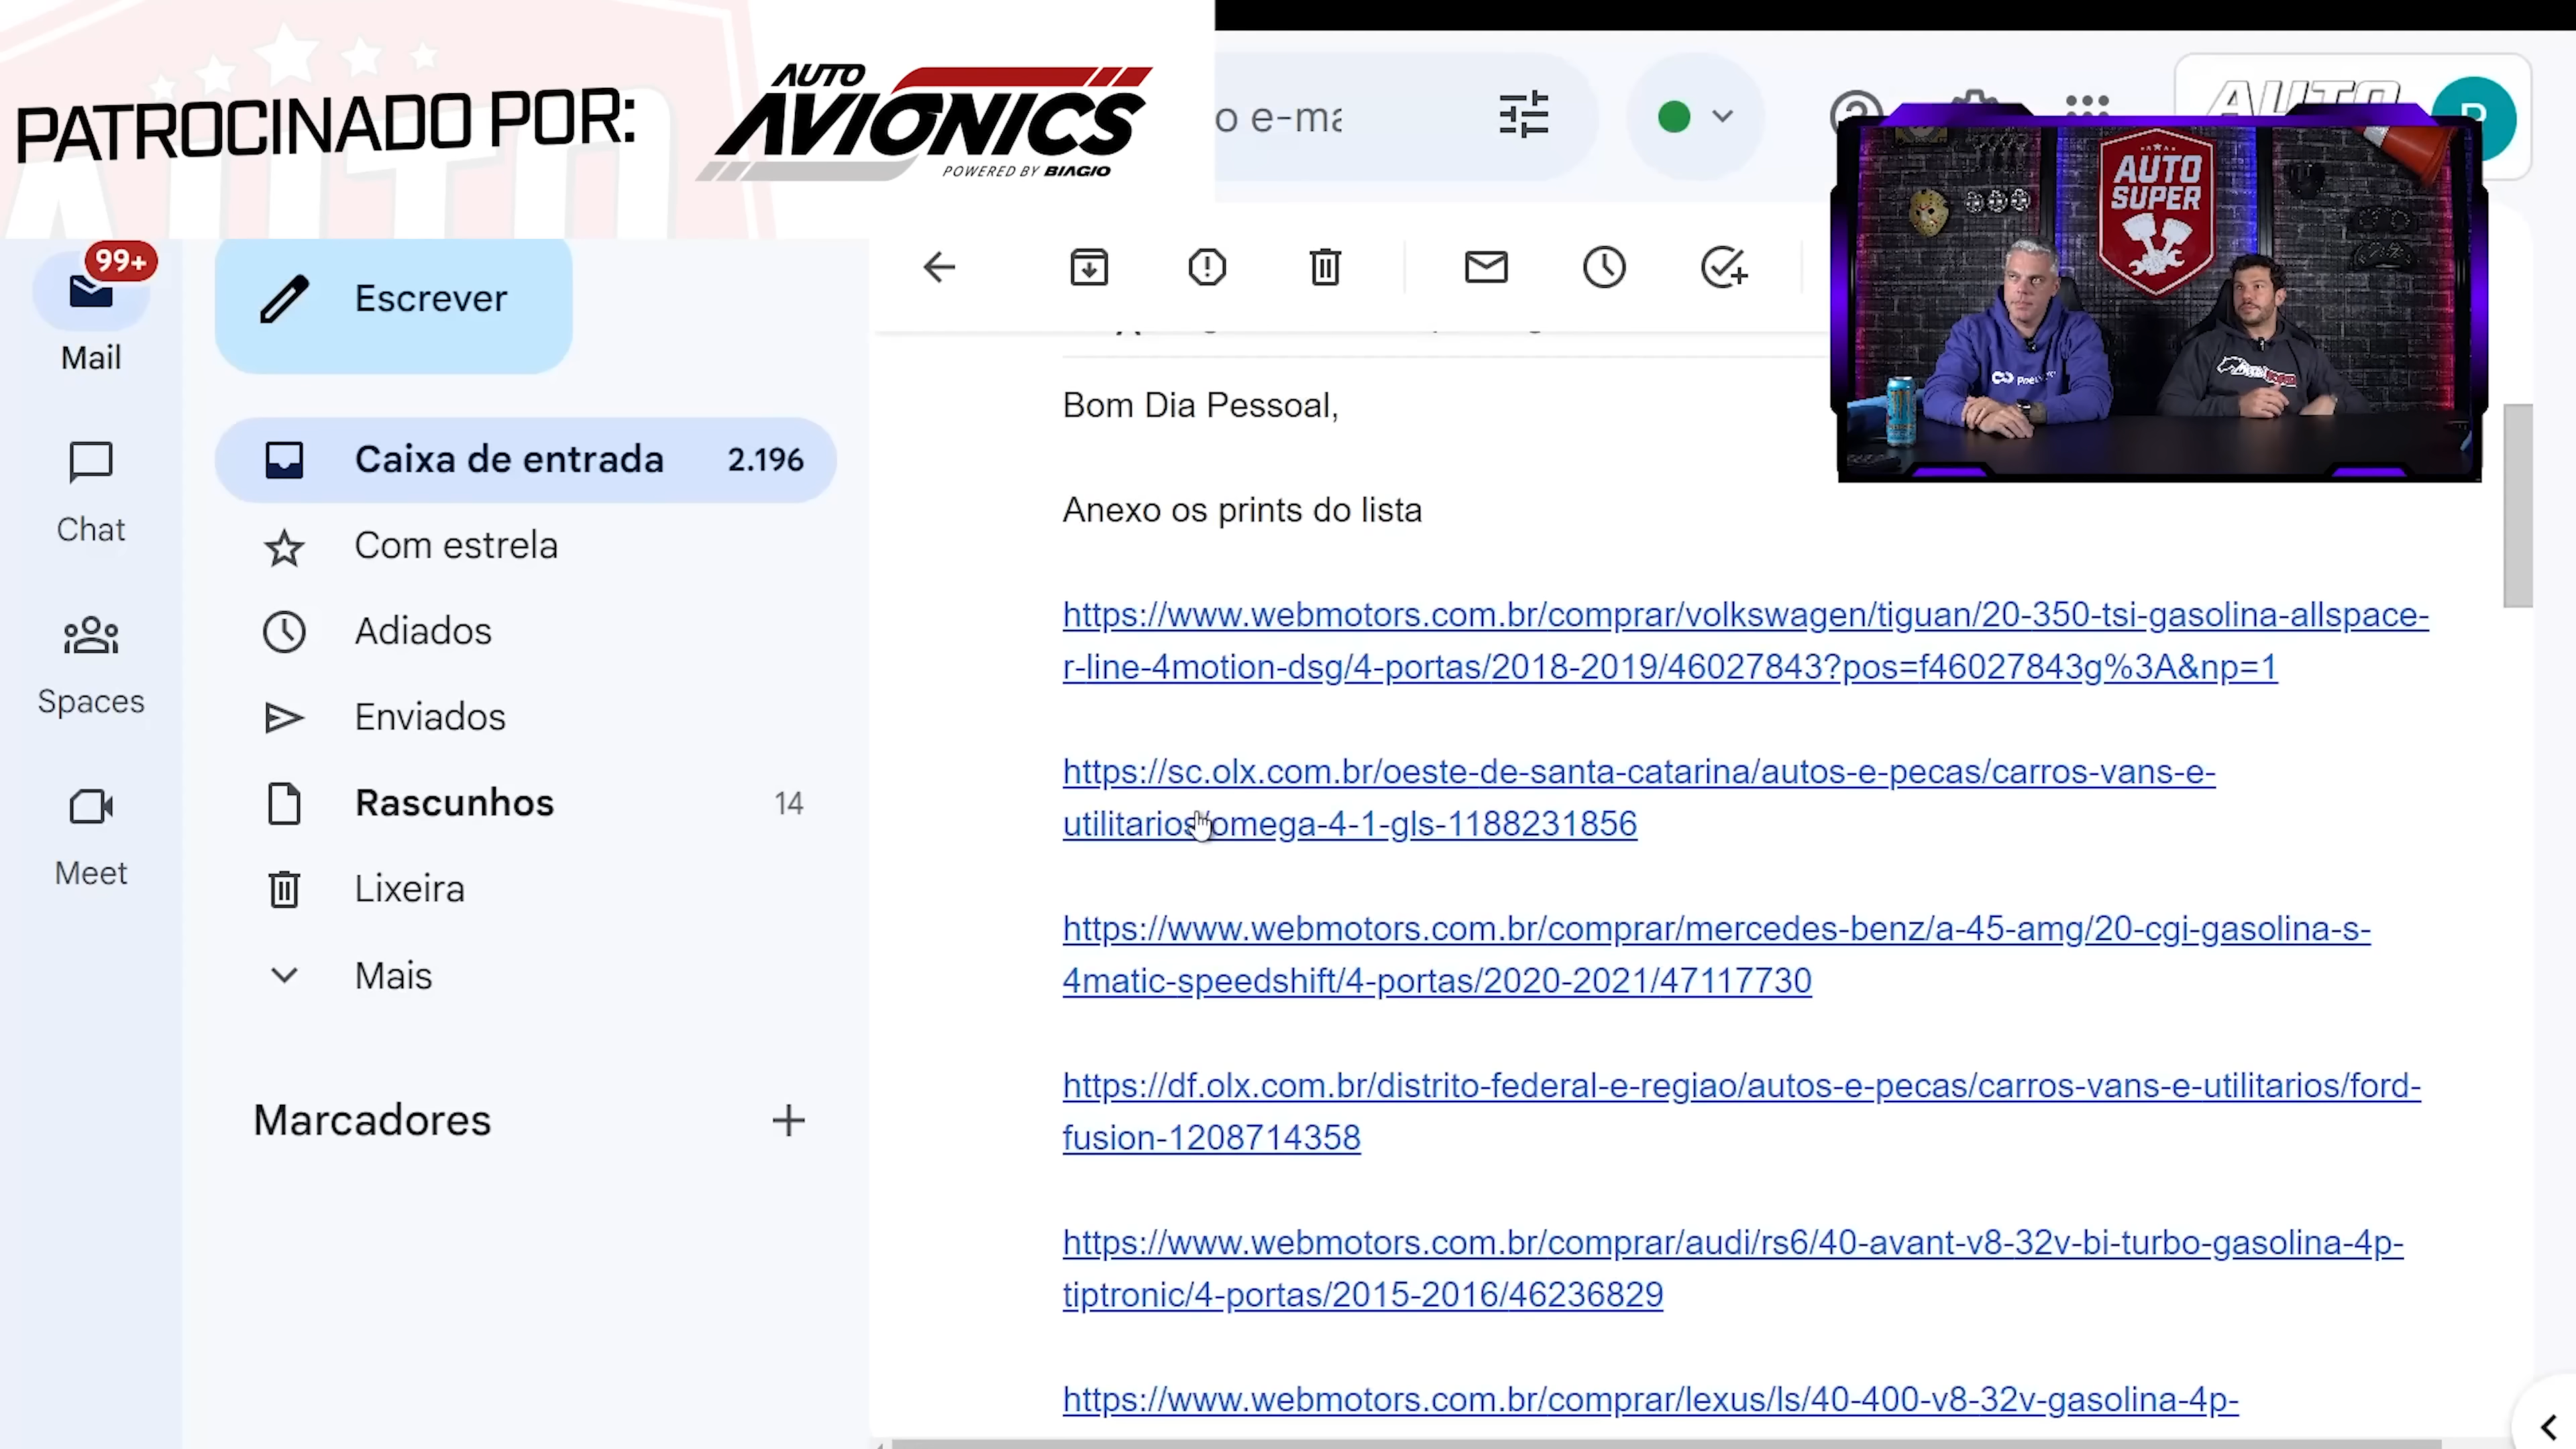 PATROCINADO POR:
AUTO
AVIONICS
POWERED BY BIAGIO
AUTO
AUTO
SUPER
99+
Mail
Chat
Spaces
Meet
Escrever
Caixa de entrada 2.196
Com estrela
Adiados
Enviados
Rascunhos 14
Lixeira
Mais
Marcadores
Bom Dia Pessoal,
Anexo os prints do lista
https://www.webmotors.com.br/comprar/volkswagen/tiguan/20-350-tsi-gasolina-allspace-
r-line-4motion-dsg/4-portas/2018-2019/46027843?pos=f46027843g%3A&np=1
https://sc.olx.com.br/oeste-de-santa-catarina/autos-e-pecas/carros-vans-e-
utilitarios/omega-4-1-gls-1188231856
https://www.webmotors.com.br/comprar/mercedes-benz/a-45-amg/20-cgi-gasolina-s-
4matic-speedshift/4-portas/2020-2021/47117730
https://df.olx.com.br/distrito-federal-e-regiao/autos-e-pecas/carros-vans-e-utilitarios/ford-
fusion-1208714358
https://www.webmotors.com.br/comprar/audi/rs6/40-avant-v8-32v-bi-turbo-gasolina-4p-
tiptronic/4-portas/2015-2016/46236829
https://www.webmotors.com.br/comprar/lexus/ls/40-400-v8-32v-gasolina-4p-